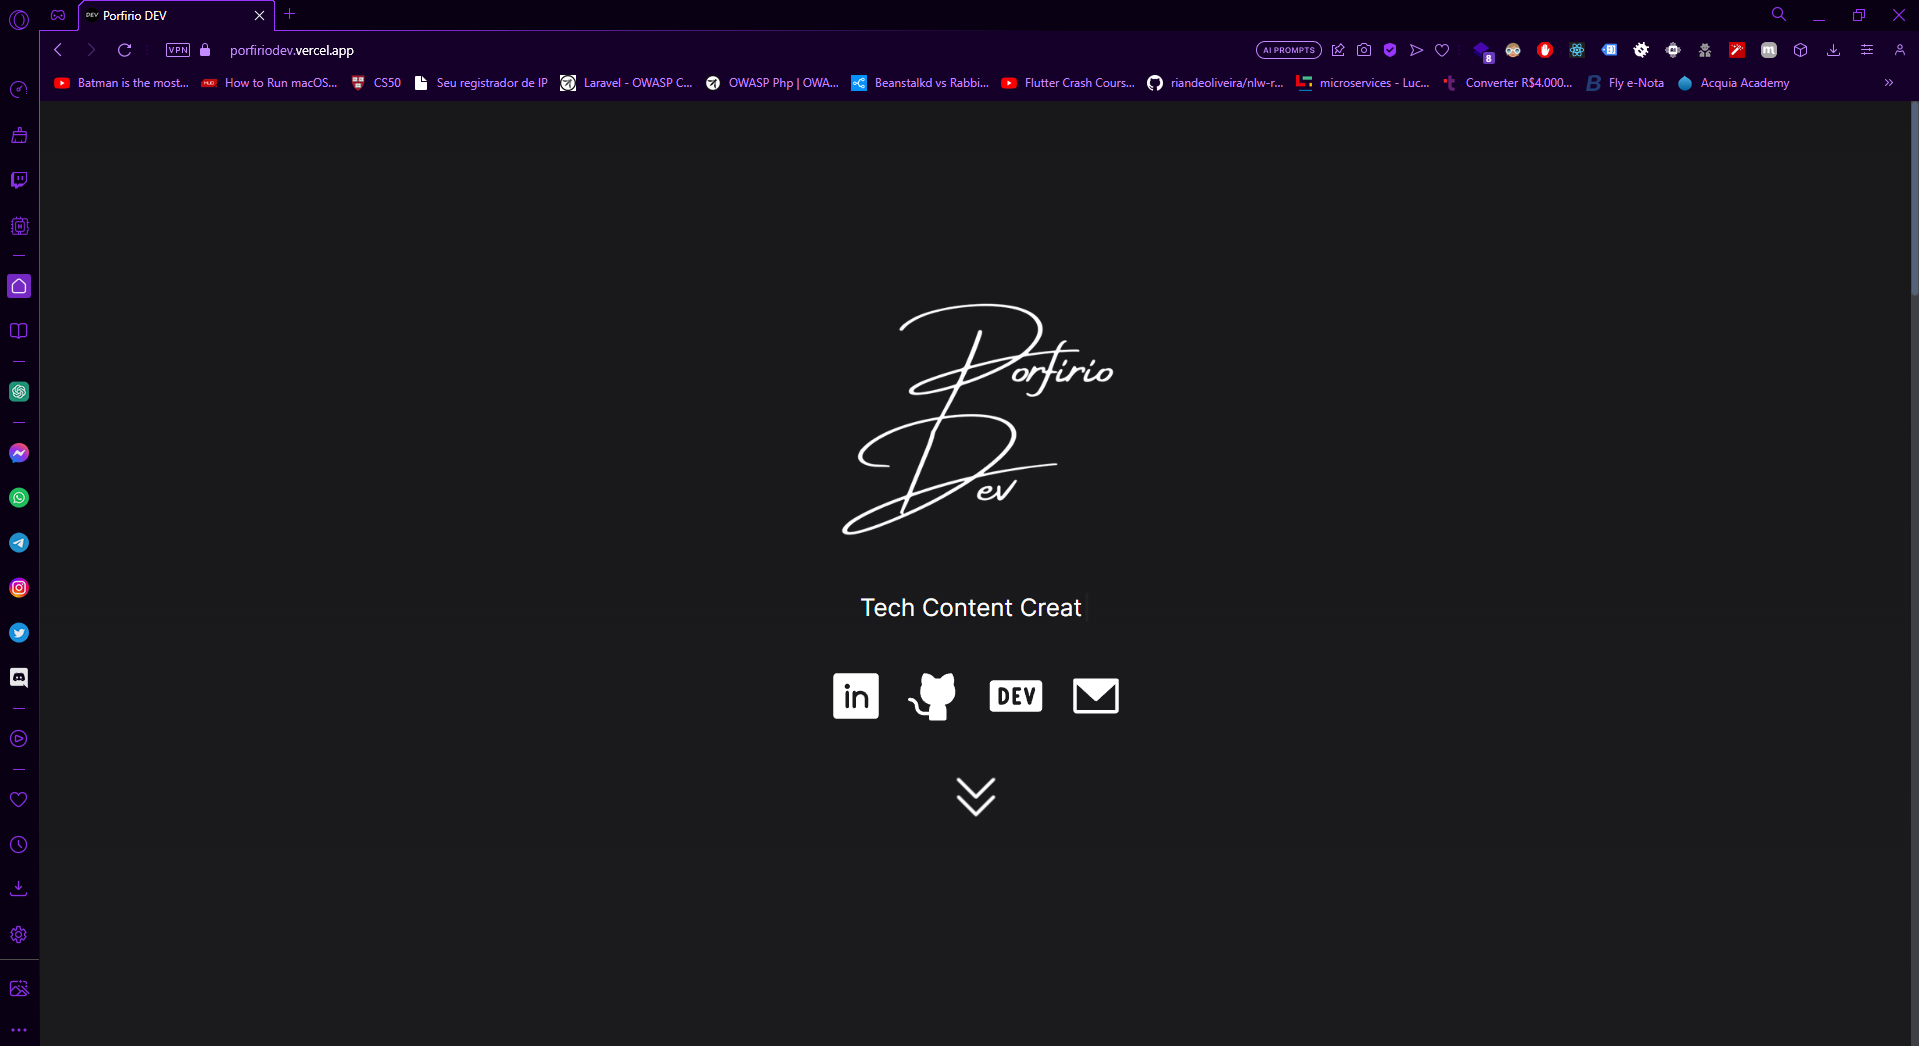 DEV Porfirio DEV
VPN porfiriodev.vercel.app AI PROMPTS 8 m
Batman is the most... How to Run macOS... CS50 Seu registrador de IP Laravel - OWASP C... OWASP Php | OWA... Beanstalkd vs Rabbi... Flutter Crash Cours... riandeoliveira/nlw-r... microservices - Luc... Converter R$4.000... Fly e-Nota Acquia Academy
Porfirio
Dev
Tech Content Creat
in DEV